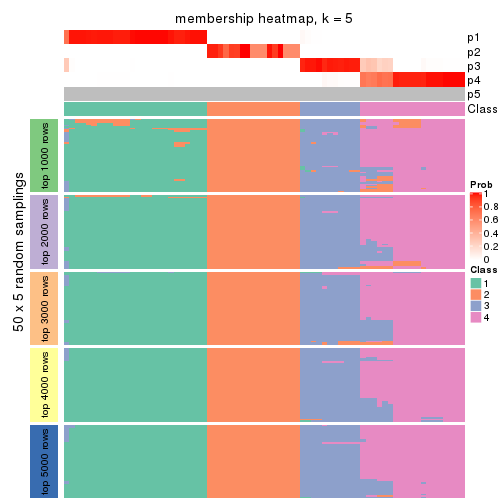 membership heatmap, k = 5
p1
p2
p3
p4
p5
Class
50 x 5 random samplings
top 1000 rows
top 2000 rows
top 3000 rows
top 4000 rows
top 5000 rows
Prob
1
0.8
0.6
0.4
0.2
0
Class
1
2
3
4